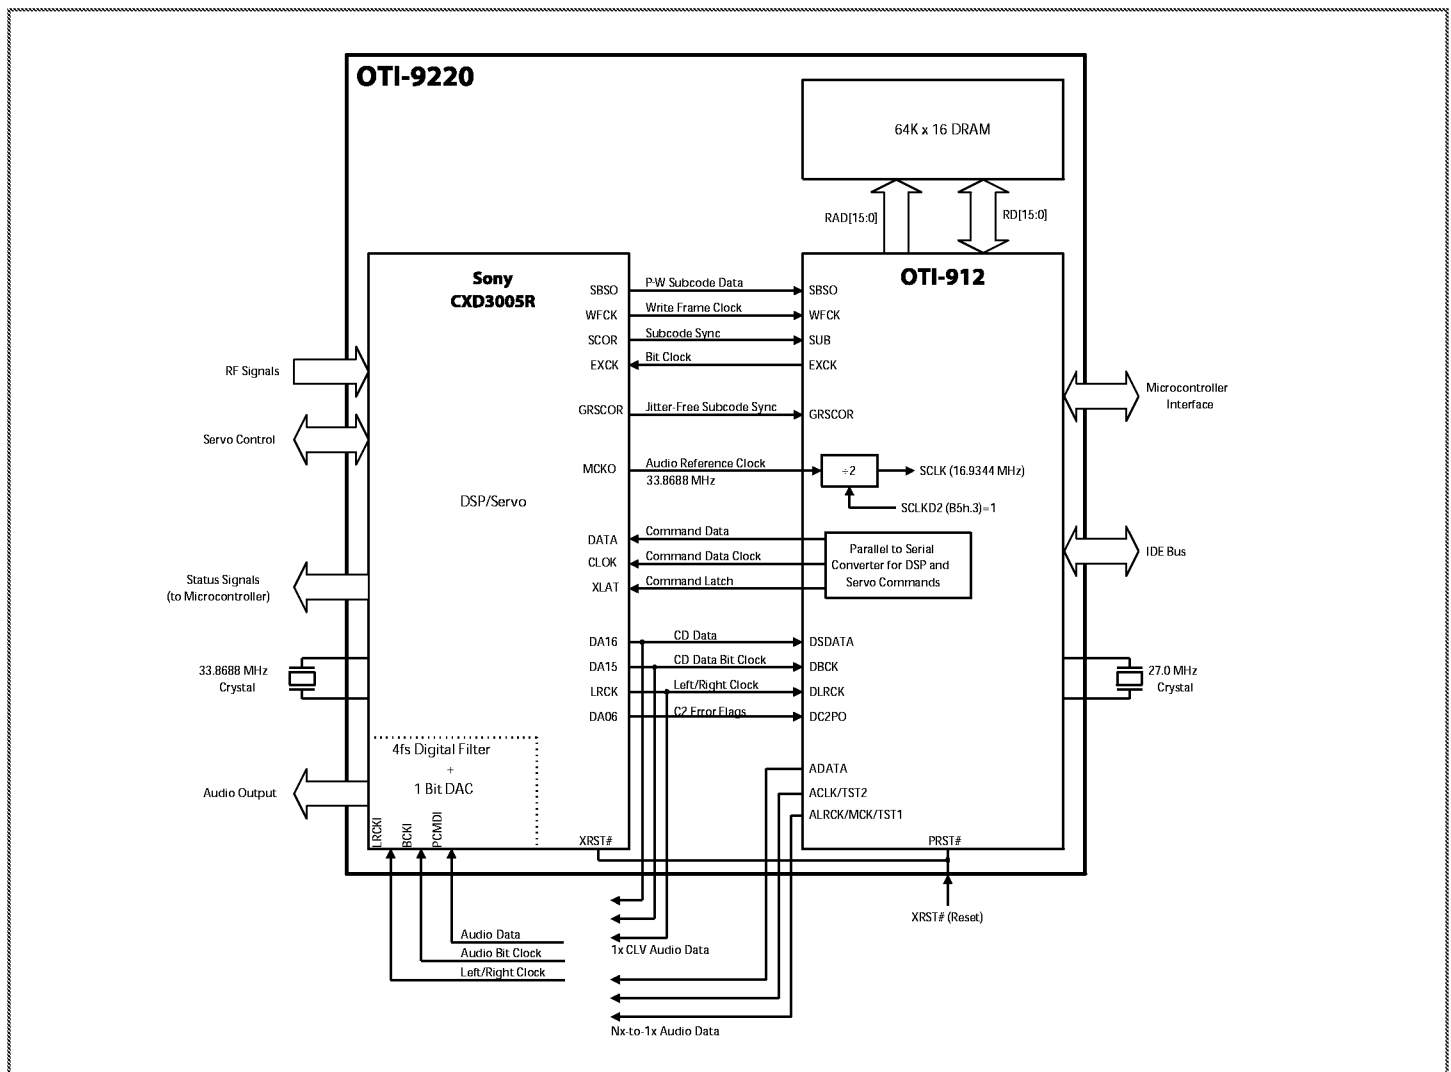 OTI-9220
64K x 16 DRAM
RAD[15:0]
RD[15:0]
Sony
CXD3005R
OTI-912
SBSO
P-W Subcode Data
SBSO
WFCK
Write Frame Clock
WFCK
SCOR
Subcode Sync
SUB
EXCK
Bit Clock
EXCK
RF Signals
GRSCOR
Jitter-Free Subcode Sync
GRSCOR
Microcontroller
Interface
Servo Control
MCKO
Audio Reference Clock
33.8688 MHz
÷2
SCLK (16.9344 MHz)
SCLKD2 (B5h.3)=1
DSP/Servo
DATA
Command Data
CLOK
Command Data Clock
XLAT
Command Latch
Parallel to Serial
Converter for DSP and
Servo Commands
IDE Bus
Status Signals
(to Microcontroller)
DA16
CD Data
DSDATA
DA15
CD Data Bit Clock
DBCK
LRCK
Left/Right Clock
DLRCK
DA06
C2 Error Flags
DC2PO
33.8688 MHz
Crystal
27.0 MHz
Crystal
4fs Digital Filter
+
1 Bit DAC
Audio Output
ADATA
ACLK/TST2
ALRCK/MCK/TST1
LRCKI
BCKI
PCMDI
XRST#
PRST#
XRST# (Reset)
Audio Data
Audio Bit Clock
Left/Right Clock
1x CLV Audio Data
Nx-to-1x Audio Data